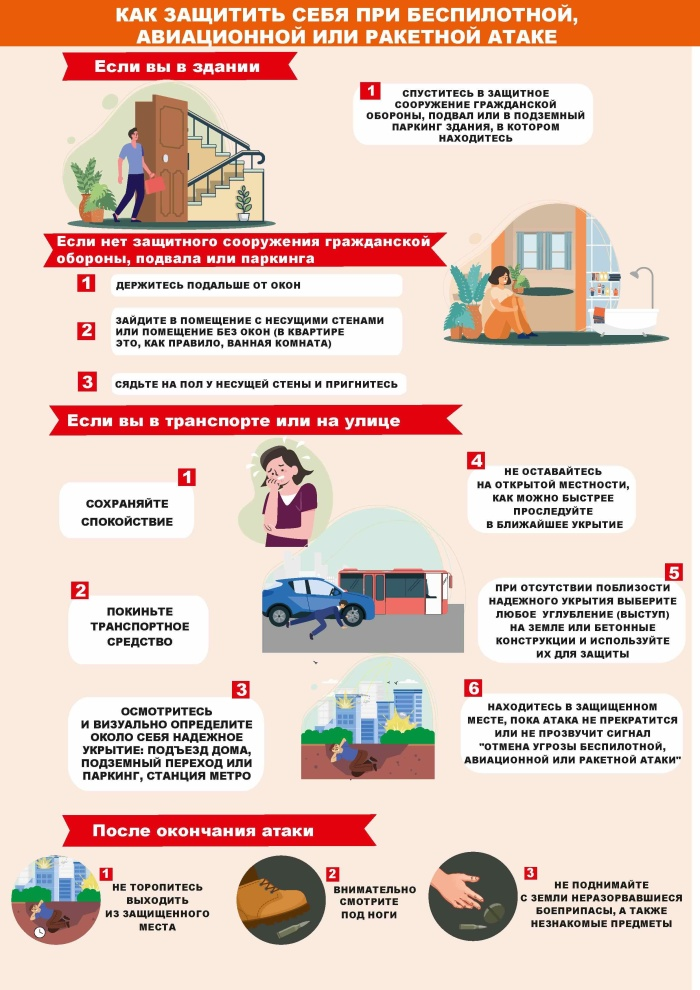 КАК ЗАЩИТИТЬ СЕБЯ ПРИ БЕСПИЛОТНОЙ,
АВИАЦИОННОЙ ИЛИ РАКЕТНОЙ АТАКЕ
Если вы в здании
1
СПУСТИТЕСЬ В ЗАЩИТНОЕ
СООРУЖЕНИЕ ГРАЖДАНСКОЙ
ОБОРОНЫ, ПОДВАЛ ИЛИ В ПОДЗЕМНЫЙ
ПАРКИНГ ЗДАНИЯ, В КОТОРОМ
НАХОДИТЕСЬ
Если нет защитного сооружения гражданской
обороны, подвала или паркинга
1
ДЕРЖИТЕСЬ ПОДАЛЬШЕ ОТ ОКОН
2
ЗАЙДИТЕ В ПОМЕЩЕНИЕ С НЕСУЩИМИ СТЕНАМИ
ИЛИ ПОМЕЩЕНИЕ БЕЗ ОКОН (В КВАРТИРЕ
ЭТО, КАК ПРАВИЛО, ВАННАЯ КОМНАТА)
3
СЯДЬТЕ НА ПОЛ У НЕСУЩЕЙ СТЕНЫ И ПРИГНИТЕСЬ
Если вы в транспорте или на улице
1
СОХРАНЯЙТЕ
СПОКОЙСТВИЕ
2
ПОКИНЬТЕ
ТРАНСПОРТНОЕ
СРЕДСТВО
3
ОСМОТРИТЕСЬ
И ВИЗУАЛЬНО ОПРЕДЕЛИТЕ
ОКОЛО СЕБЯ НАДЕЖНОЕ
УКРЫТИЕ: ПОДЪЕЗД ДОМА,
ПОДЗЕМНЫЙ ПЕРЕХОД ИЛИ
ПАРКИНГ, СТАНЦИЯ МЕТРО
4
НЕ ОСТАВАЙТЕСЬ
НА ОТКРЫТОЙ МЕСТНОСТИ,
КАК МОЖНО БЫСТРЕЕ
ПРОСЛЕДУЙТЕ
В БЛИЖАЙШЕЕ УКРЫТИЕ
5
ПРИ ОТСУТСТВИИ ПОБЛИЗОСТИ
НАДЕЖНОГО УКРЫТИЯ ВЫБЕРИТЕ
ЛЮБОЕ УГЛУБЛЕНИЕ (ВЫСТУП)
НА ЗЕМЛЕ ИЛИ БЕТОННЫЕ
КОНСТРУКЦИИ И ИСПОЛЬЗУЙТЕ
ИХ ДЛЯ ЗАЩИТЫ
6
НАХОДИТЕСЬ В ЗАЩИЩЕННОМ
МЕСТЕ, ПОКА АТАКА НЕ ПРЕКРАТИТСЯ
ИЛИ НЕ ПРОЗВУЧИТ СИГНАЛ
"ОТМЕНА УГРОЗЫ БЕСПИЛОТНОЙ,
АВИАЦИОННОЙ ИЛИ РАКЕТНОЙ АТАКИ"
После окончания атаки
1
НЕ ТОРОПИТЕСЬ
ВЫХОДИТЬ
ИЗ ЗАЩИЩЕННОГО
МЕСТА
2
ВНИМАТЕЛЬНО
СМОТРИТЕ
ПОД НОГИ
3
НЕ ПОДНИМАЙТЕ
С ЗЕМЛИ НЕРАЗОРВАВШИЕСЯ
БОЕПРИПАСЫ, А ТАКЖЕ
НЕЗНАКОМЫЕ ПРЕДМЕТЫ